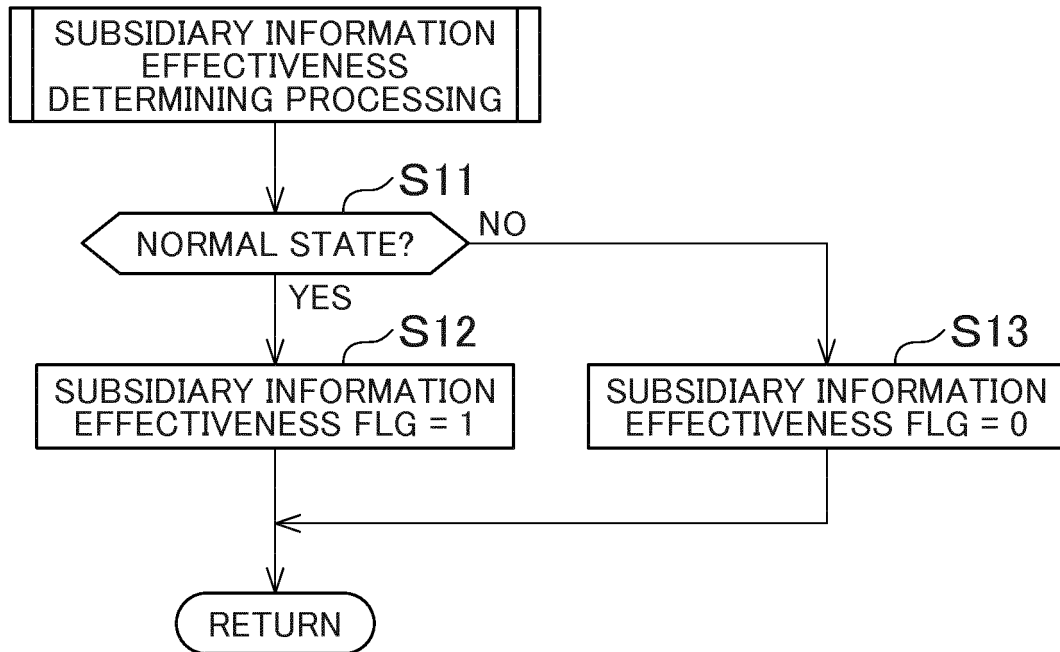 SUBSIDIARY INFORMATION
EFFECTIVENESS
DETERMINING PROCESSING
S11
NORMAL STATE?
NO
YES
S12
S13
SUBSIDIARY INFORMATION
EFFECTIVENESS FLG = 1
SUBSIDIARY INFORMATION
EFFECTIVENESS FLG = 0
RETURN